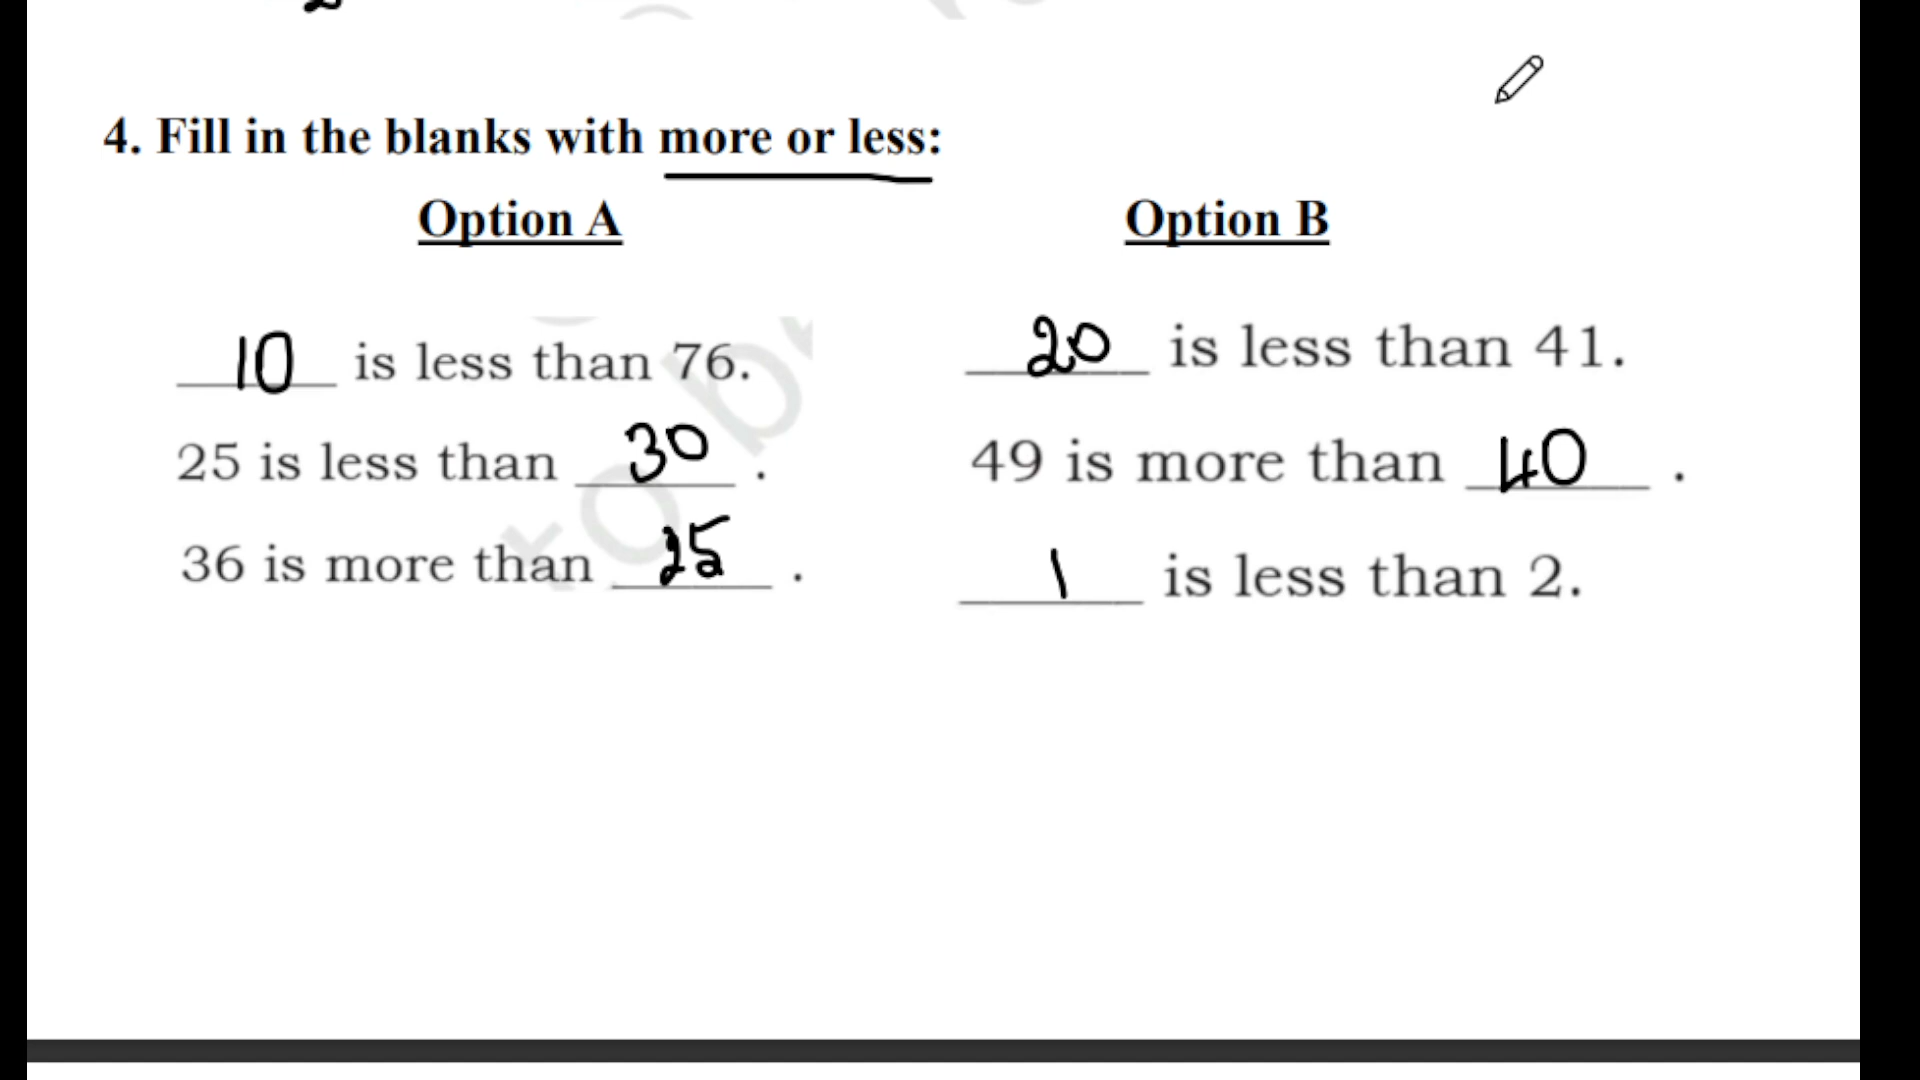 4. Fill in the blanks with more or less:
Option A
10 is less than 76.
25 is less than 30.
36 is more than 25.
Option B
20 is less than 41.
49 is more than 40.
1 is less than 2.